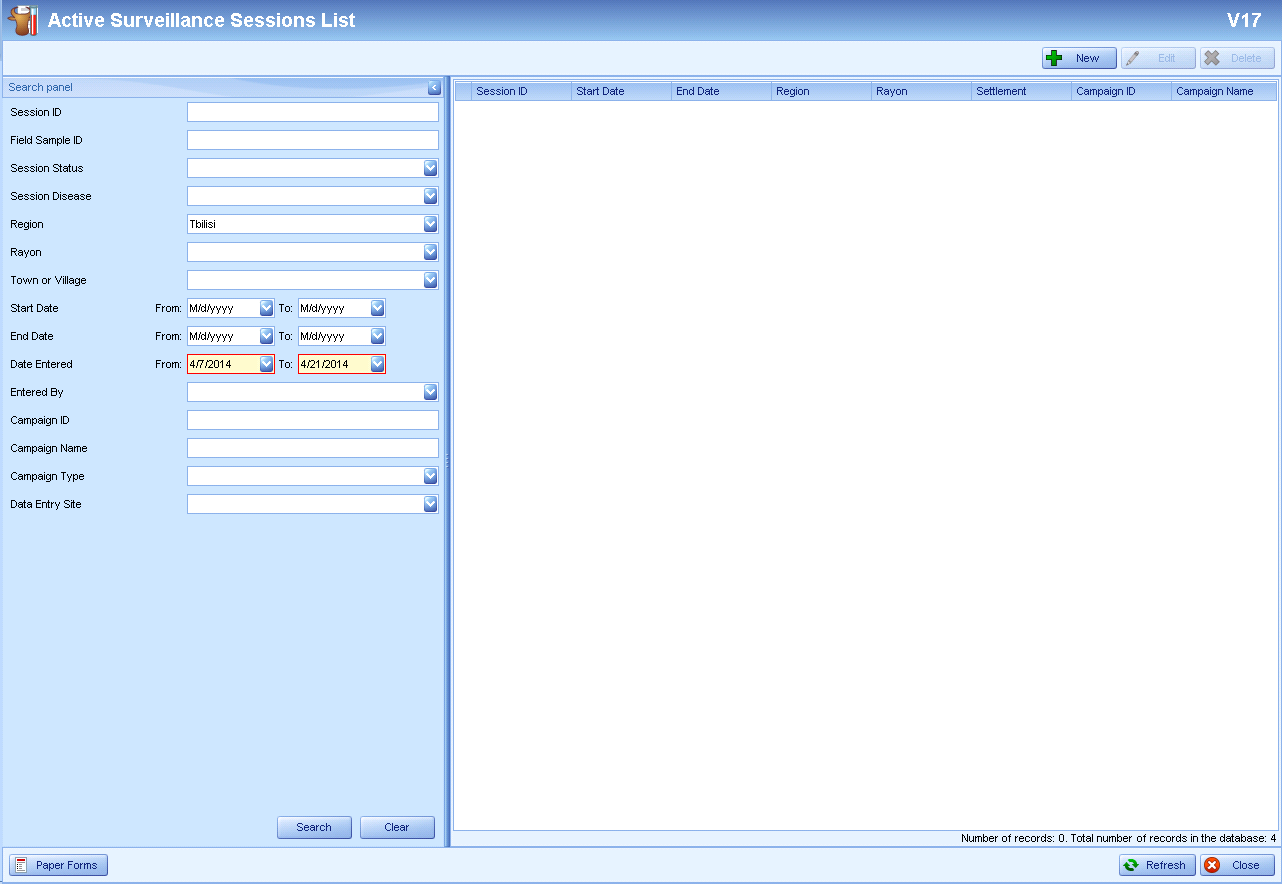 Active Surveillance Sessions List
V17
New Edit Delete
Search panel
Session ID Start Date End Date Region Rayon Settlement Campaign ID Campaign Name
Session ID
Field Sample ID
Session Status
Session Disease
Region Tbilisi
Rayon
Town or Village
Start Date From: M/d/yyyy To: M/d/yyyy
End Date From: M/d/yyyy To: M/d/yyyy
Date Entered From: 4/7/2014 To: 4/21/2014
Entered By
Campaign ID
Campaign Name
Campaign Type
Data Entry Site
Search Clear
Number of records: 0. Total number of records in the database: 4
Paper Forms Refresh Close